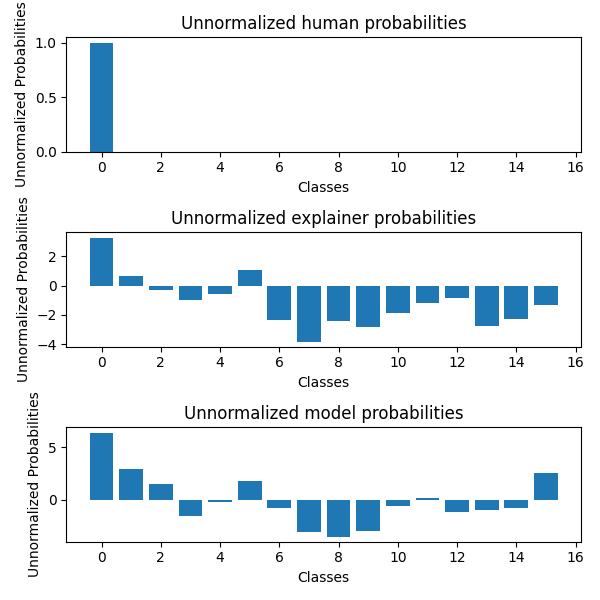 Unnormalized human probabilities
Unnormalized Probabilities
1.0
0.5
0.0
0 2 4 6 8 10 12 14 16
Classes
Unnormalized explainer probabilities
Unnormalized Probabilities
2
0
−2
−4
0 2 4 6 8 10 12 14 16
Classes
Unnormalized model probabilities
Unnormalized Probabilities
5
0
0 2 4 6 8 10 12 14 16
Classes